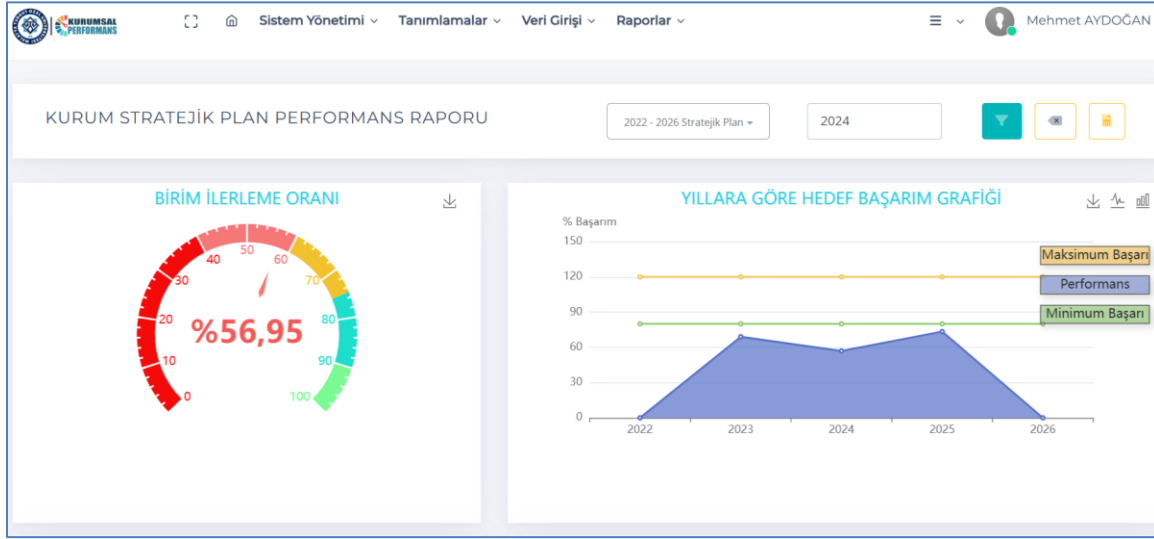 KURUMSAL
PERFORMANS
Sistem Yönetimi
Tanımlamalar
Veri Girişi
Raporlar
Mehmet AYDOĞAN
KURUM STRATEJİK PLAN PERFORMANS RAPORU
2022 - 2026 Stratejik Plan
2024
BİRİM İLERLEME ORANI
0
10
20
30
40
50
60
70
80
90
100
%56,95
YILLARA GÖRE HEDEF BAŞARIM GRAFİĞİ
% Başarım
150
120
90
60
30
0
2022
2023
2024
2025
2026
Maksimum Başarı
Performans
Minimum Başarı